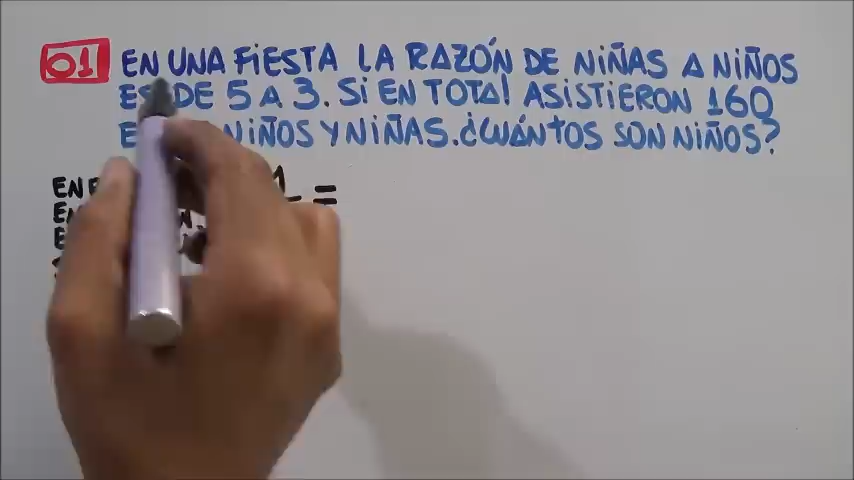 01 EN UNA FIESTA LA RAZÓN DE NIÑAS A NIÑOS
ES DE 5 A 3. SI EN TOTAL ASISTIERON 160
NIÑOS Y NIÑAS. ¿CUÁNTOS SON NIÑOS?
EN
=